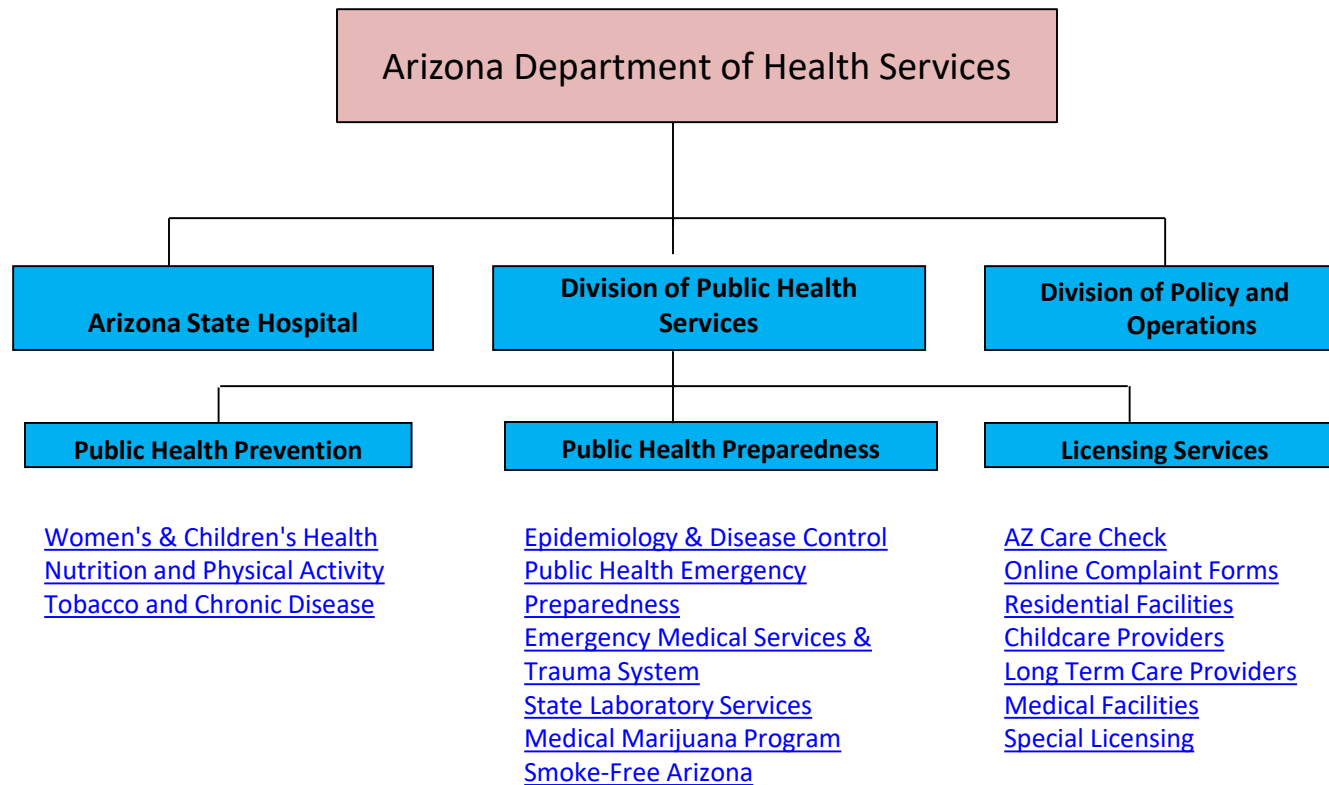 Arizona Department of Health Services
Arizona State Hospital
Division of Public Health
Services
Division of Policy and
Operations
Public Health Prevention
Public Health Preparedness
Licensing Services
Women's & Children's Health
Nutrition and Physical Activity
Tobacco and Chronic Disease
Epidemiology & Disease Control
Public Health Emergency
Preparedness
Emergency Medical Services &
Trauma System
State Laboratory Services
Medical Marijuana Program
Smoke-Free Arizona
AZ Care Check
Online Complaint Forms
Residential Facilities
Childcare Providers
Long Term Care Providers
Medical Facilities
Special Licensing